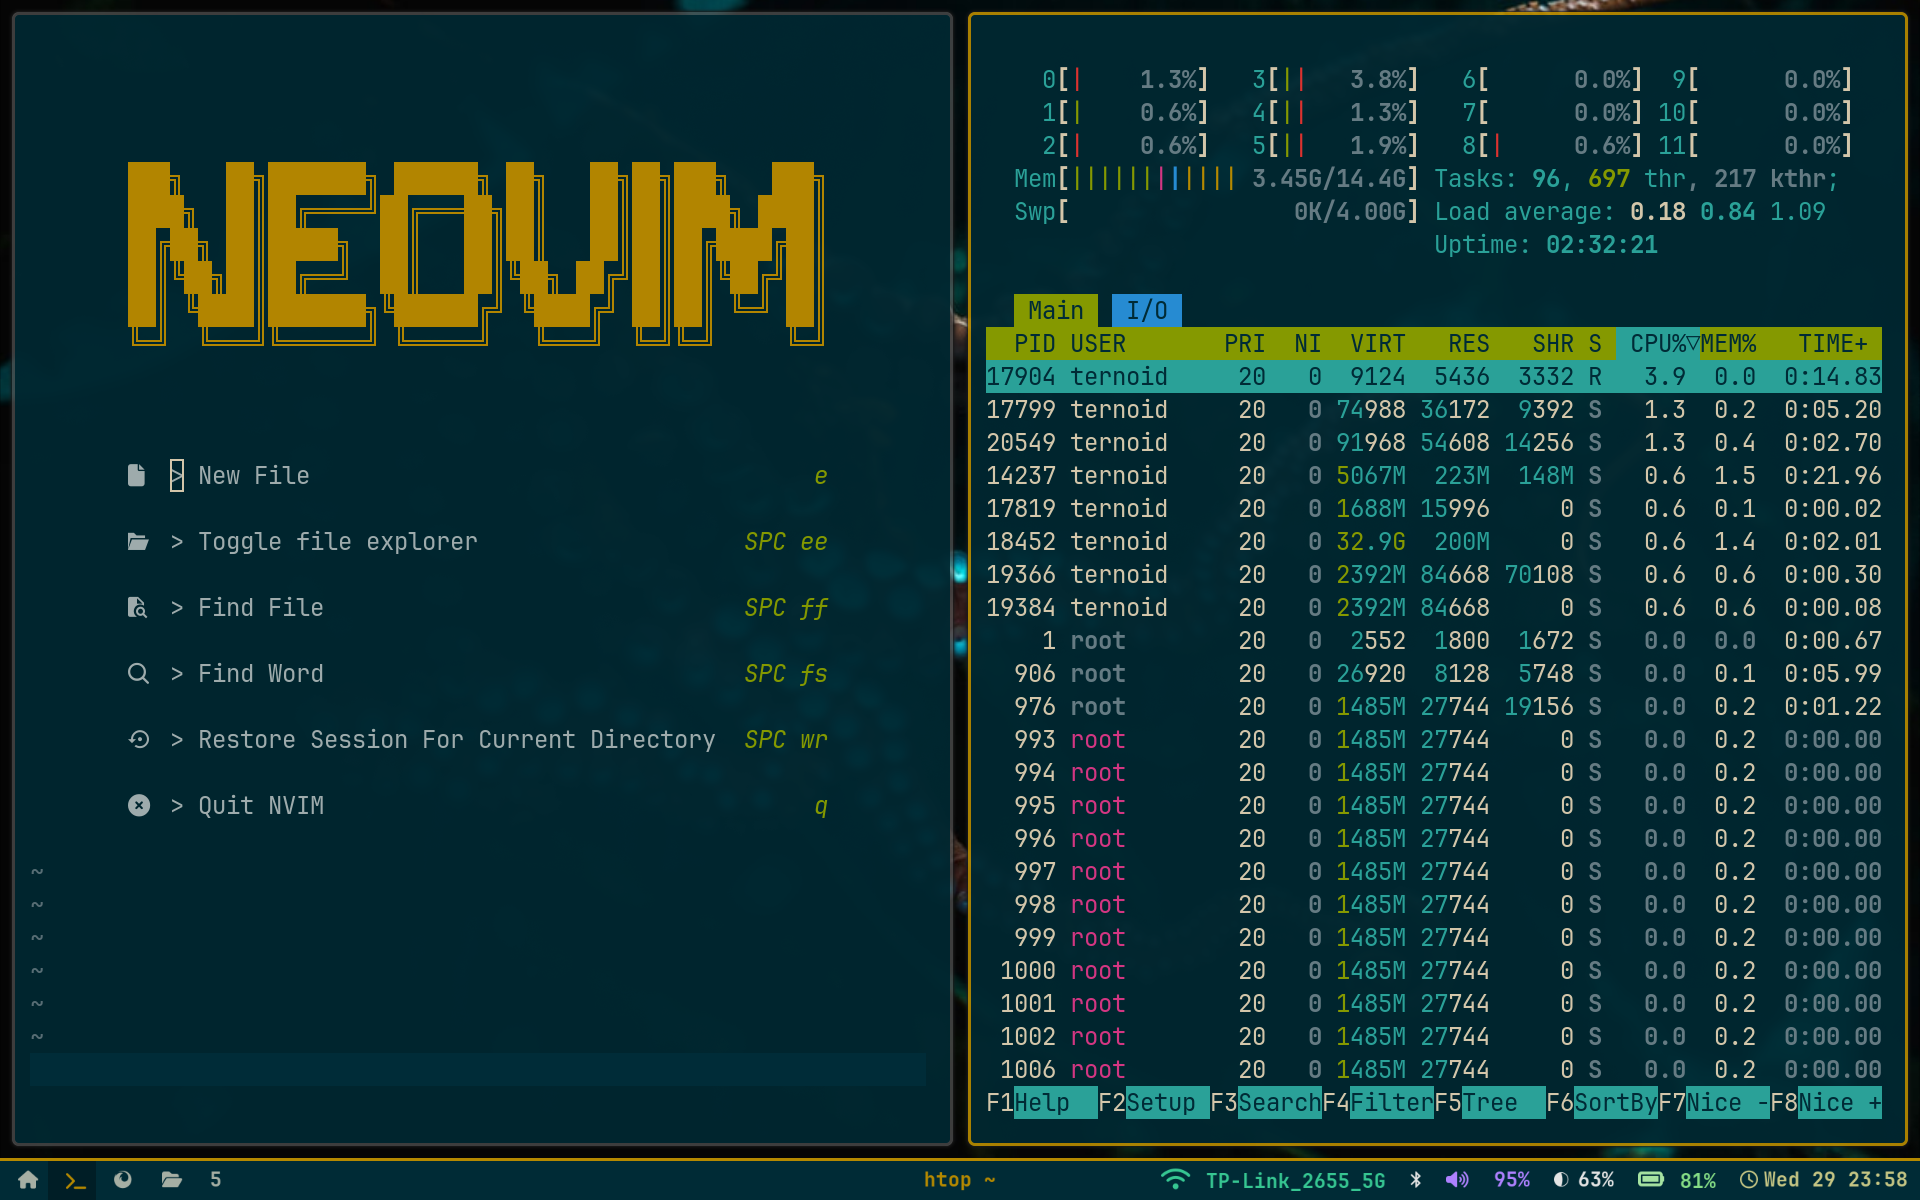 NEOVIM
> New File e
> Toggle file explorer SPC ee
> Find File SPC ff
> Find Word SPC fs
> Restore Session For Current Directory SPC wr
> Quit NVIM q
~
~
~
~
~
~
0[| 1.3%] 3[|| 3.8%] 6[ 0.0%] 9[ 0.0%]
1[| 0.6%] 4[|| 1.3%] 7[ 0.0%] 10[ 0.0%]
2[| 0.6%] 5[|| 1.9%] 8[| 0.6%] 11[ 0.0%]
Mem[|||||||||||| 3.45G/14.4G] Tasks: 96, 697 thr, 217 kthr;
Swp[ 0K/4.00G] Load average: 0.18 0.84 1.09
Uptime: 02:32:21
Main I/O
PID USER PRI NI VIRT RES SHR S CPU%▽MEM% TIME+
17904 ternoid 20 0 9124 5436 3332 R 3.9 0.0 0:14.83
17799 ternoid 20 0 74988 36172 9392 S 1.3 0.2 0:05.20
20549 ternoid 20 0 91968 54608 14256 S 1.3 0.4 0:02.70
14237 ternoid 20 0 5067M 223M 148M S 0.6 1.5 0:21.96
17819 ternoid 20 0 1688M 15996 0 S 0.6 0.1 0:00.02
18452 ternoid 20 0 32.9G 200M 0 S 0.6 1.4 0:02.01
19366 ternoid 20 0 2392M 84668 70108 S 0.6 0.6 0:00.30
19384 ternoid 20 0 2392M 84668 0 S 0.6 0.6 0:00.08
1 root 20 0 2552 1800 1672 S 0.0 0.0 0:00.67
906 root 20 0 26920 8128 5748 S 0.0 0.1 0:05.99
976 root 20 0 1485M 27744 19156 S 0.0 0.2 0:01.22
993 root 20 0 1485M 27744 0 S 0.0 0.2 0:00.00
994 root 20 0 1485M 27744 0 S 0.0 0.2 0:00.00
995 root 20 0 1485M 27744 0 S 0.0 0.2 0:00.00
996 root 20 0 1485M 27744 0 S 0.0 0.2 0:00.00
997 root 20 0 1485M 27744 0 S 0.0 0.2 0:00.00
998 root 20 0 1485M 27744 0 S 0.0 0.2 0:00.00
999 root 20 0 1485M 27744 0 S 0.0 0.2 0:00.00
1000 root 20 0 1485M 27744 0 S 0.0 0.2 0:00.00
1001 root 20 0 1485M 27744 0 S 0.0 0.2 0:00.00
1002 root 20 0 1485M 27744 0 S 0.0 0.2 0:00.00
1006 root 20 0 1485M 27744 0 S 0.0 0.2 0:00.00
F1Help F2Setup F3SearchF4FilterF5Tree F6SortByF7Nice -F8Nice +
5 htop ~ TP-Link_2655_5G 95% 63% 81% Wed 29 23:58